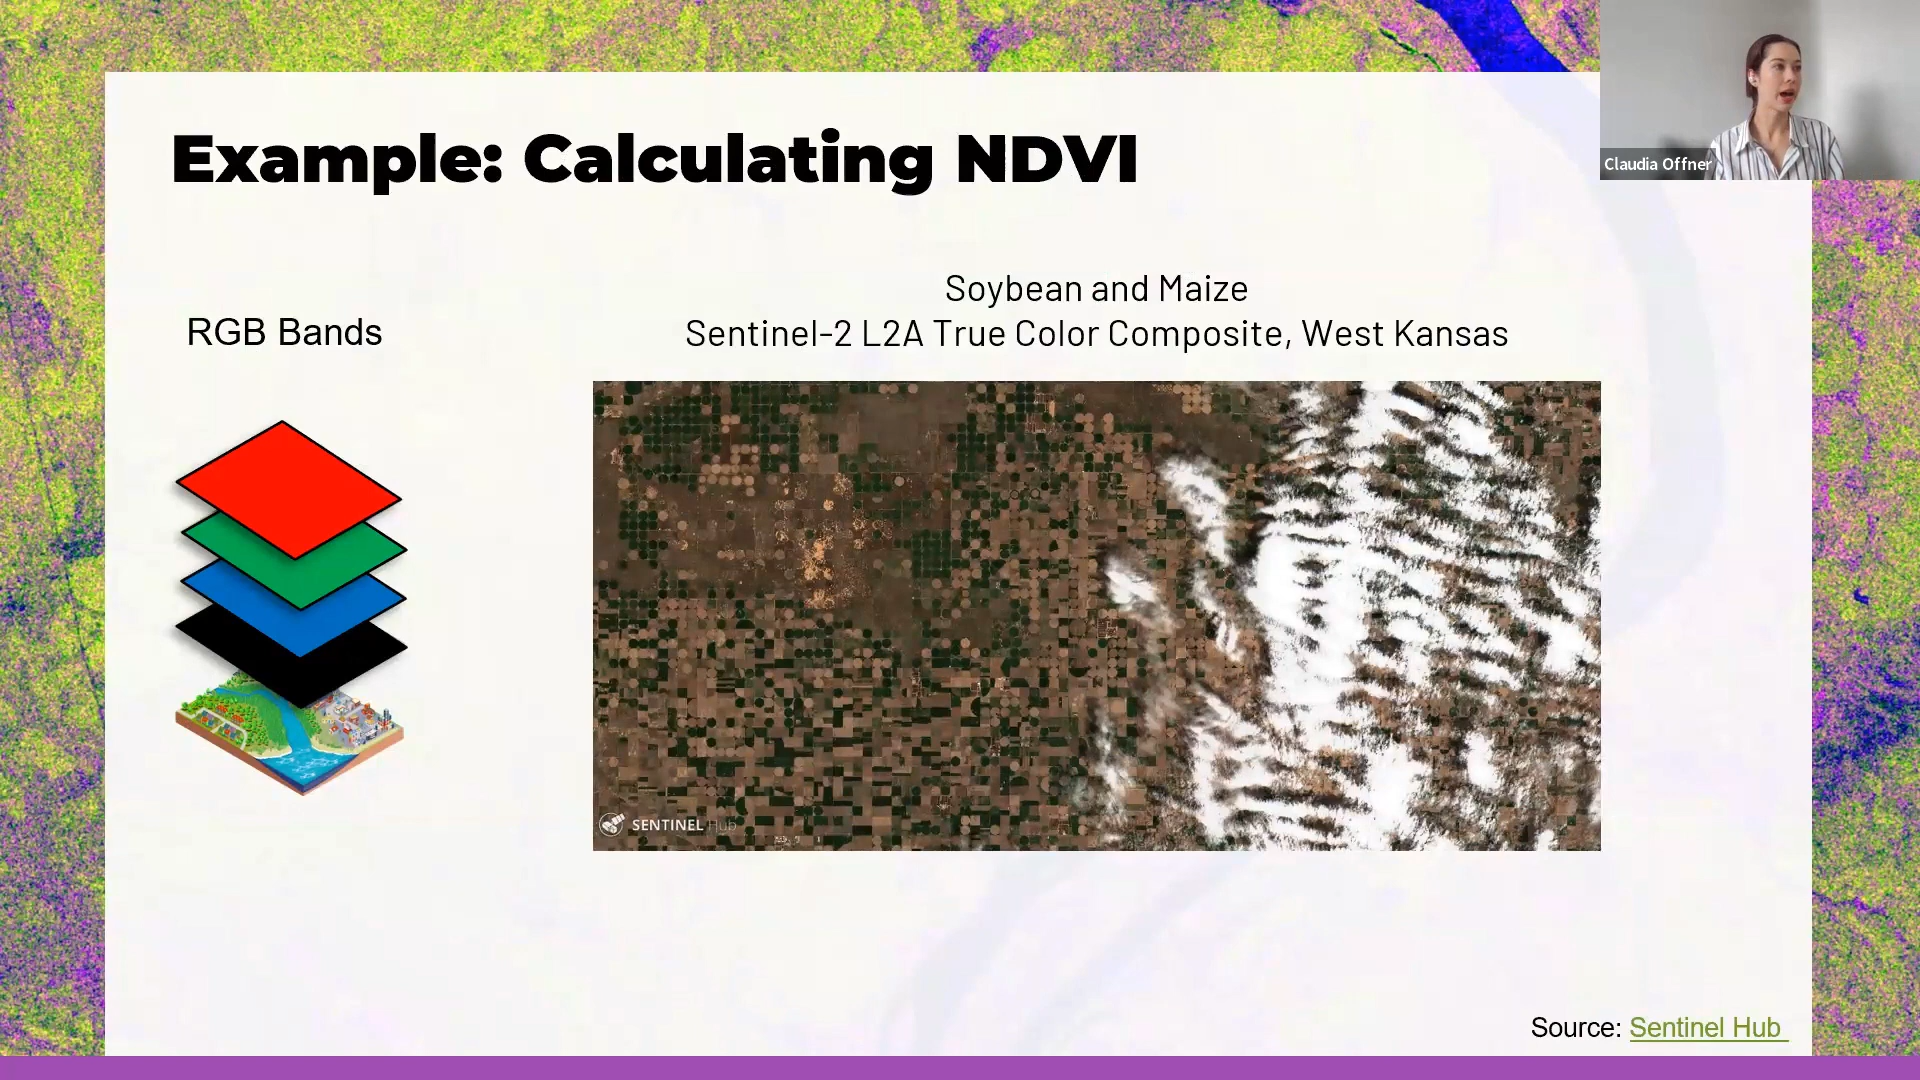 Example: Calculating NDVI
Claudia Offner
RGB Bands
Soybean and Maize
Sentinel-2 L2A True Color Composite, West Kansas
SENTINEL Hub
Source: Sentinel Hub